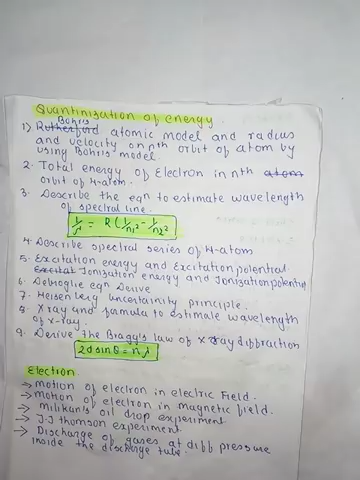 Quantinization of energy.
Bohr's
1) Rutherford atomic model and radius
and velocity on nth orbit of atom by
using Bohr's model.
2. Total energy of Electron in nth atom
orbit of H-atom.
3. Describe the eqn to estimate wavelength
of spectral line.
1/λ = R(1/n₁² - 1/n₂²)
4. Describe spectral series of H-atom
5. Excitation energy and Excitation potential.
Excitat Ionization energy and Ionization potential
6. Debroglie eqn Derive
7. Heisenberg uncertainity principle.
8. X ray and famula to estimate wavelength
of x-ray.
9. Derive the Bragg's law of x ray diffraction
2d sinθ = nλ
Electron.
→ motion of electron in electric field.
→ motion of electron in magnetic field.
→ milikan's oil drop experiment
→ J.J thomson experiment
→ Discharge of gases at diff pressure
inside the discharge tube.